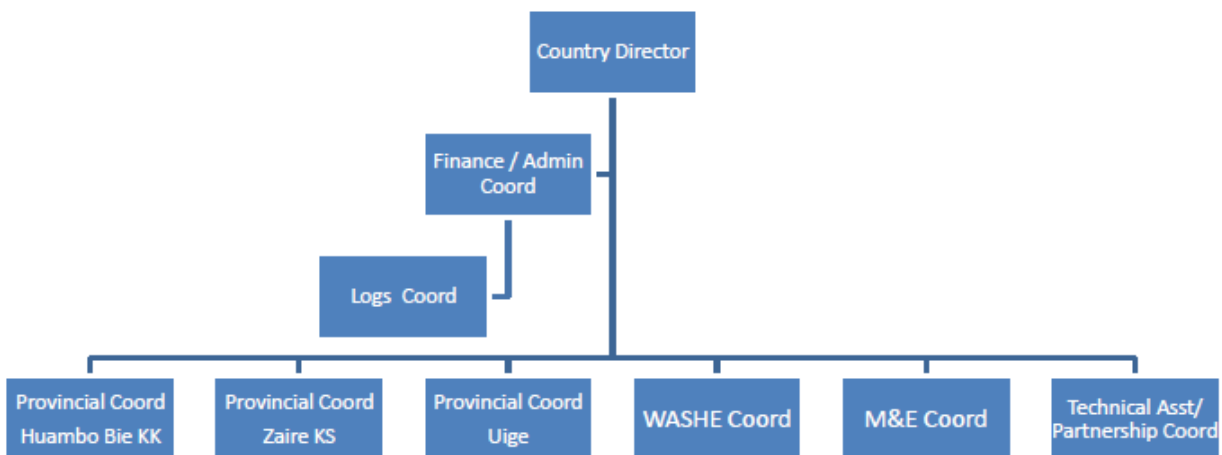 Country Director
Finance / Admin
Coord
Logs Coord
Provincial Coord
Huambo Bie KK
Provincial Coord
Zaire KS
Provincial Coord
Uige
WASHE Coord
M&E Coord
Technical Asst/
Partnership Coord